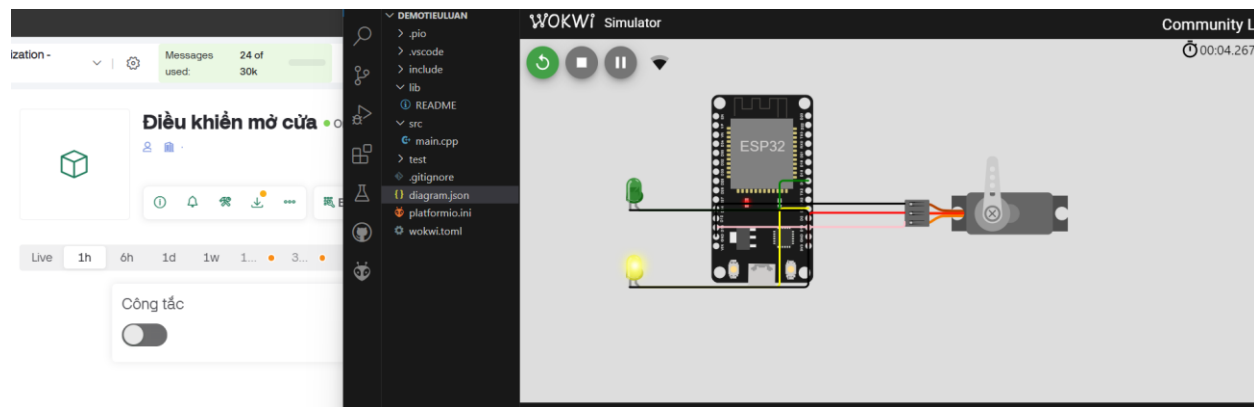 ization -
Messages used:
24 of 30k
Điều khiển mở cửa
Live 1h 6h 1d 1w 1... 3...
Công tắc
DEMOTIEULUAN
.pio
.vscode
include
lib
README
src
main.cpp
test
.gitignore
diagram.json
platformio.ini
wokwi.toml
WOKWI Simulator
Community L
00:04.267
ESP32